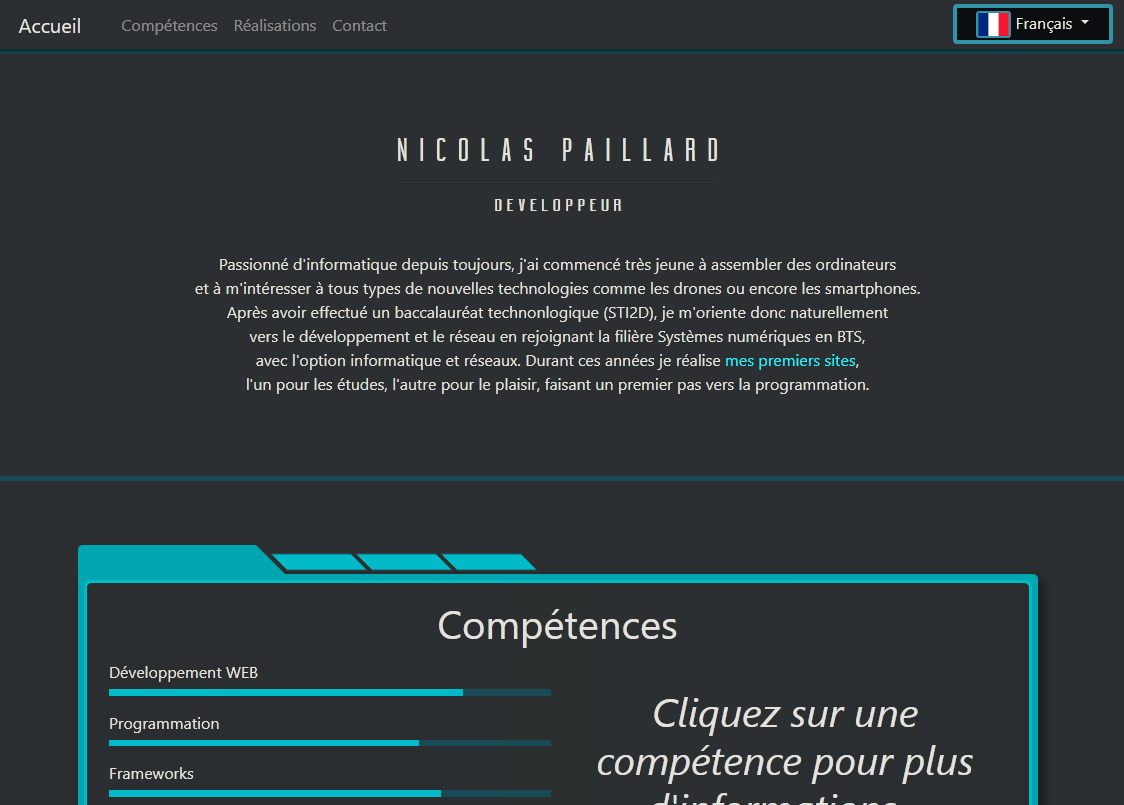 Accueil Compétences Réalisations Contact Français
NICOLAS PAILLARD
DEVELOPPEUR
Passionné d'informatique depuis toujours, j'ai commencé très jeune à assembler des ordinateurs
et à m'intéresser à tous types de nouvelles technologies comme les drones ou encore les smartphones.
Après avoir effectué un baccalauréat technonlogique (STI2D), je m'oriente donc naturellement
vers le développement et le réseau en rejoignant la filière Systèmes numériques en BTS,
avec l'option informatique et réseaux. Durant ces années je réalise mes premiers sites,
l'un pour les études, l'autre pour le plaisir, faisant un premier pas vers la programmation.
Compétences
Développement WEB
Programmation
Frameworks
Cliquez sur une
compétence pour plus
d'informations